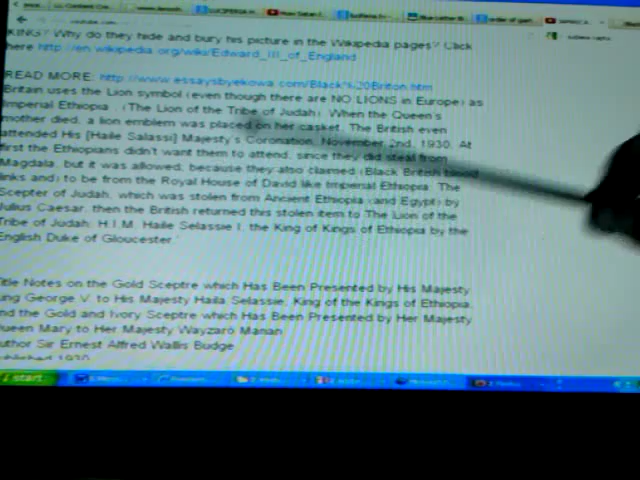 youtube.com
KING? Why do they hide and bury his picture in the Wikipedia pages? Click
here http://en.wikipedia.org/wiki/Edward_III_of_England
READ MORE: http://www.essaysbyekowa.com/Black%20Briton.htm
Britain uses the Lion symbol (even though there are NO LIONS in Europe) as
Imperial Ethiopia . (The Lion of the Tribe of Judah). When the Queen's
mother died, a lion emblem was placed on her casket. The British even
attended His [Haile Salassi] Majesty's Coronation, November 2nd, 1930. At
first the Ethiopians didn't want them to attend, since they did steal from
Magdala, but it was allowed, because they also claimed (Black British blood
links and) to be from the Royal House of David like Imperial Ethiopia. The
Scepter of Judah, which was stolen from Ancient Ethiopia (and Egypt) by
Julius Caesar, then the British returned this stolen item to The Lion of the
Tribe of Judah; H.I.M. Haile Selassie I, the King of Kings of Ethiopia by the
English Duke of Gloucester.
Title Notes on the Gold Sceptre which Has Been Presented by His Majesty
King George V. to His Majesty Haila Selassie, King of the Kings of Ethiopia,
and the Gold and Ivory Sceptre which Has Been Presented by Her Majesty
Queen Mary to Her Majesty Wayzaro Manan
Author Sir Ernest Alfred Wallis Budge
Published 1930
start